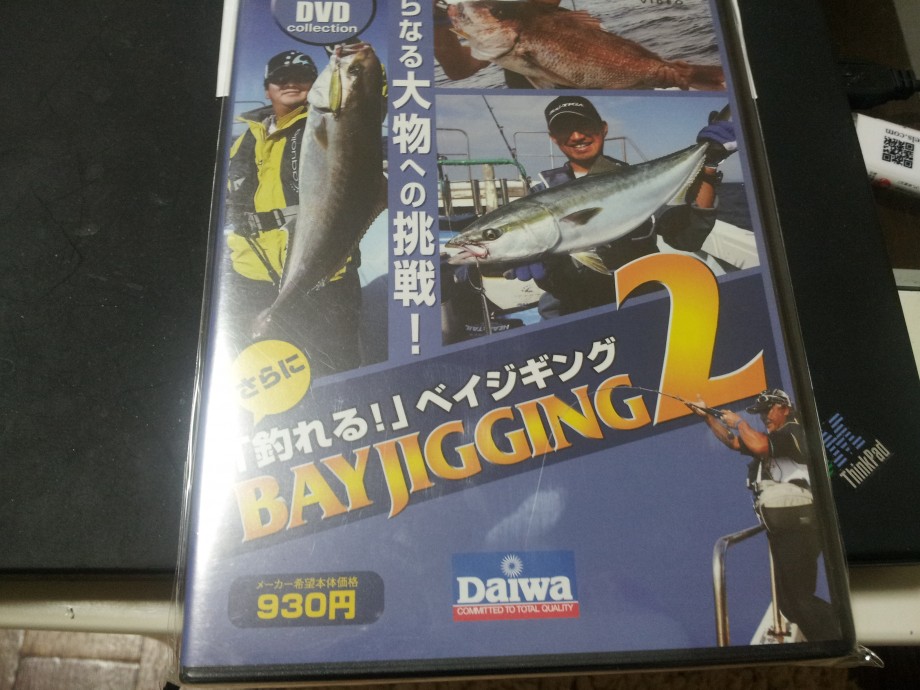 DVD
collection
らなる大物への挑戦!
さらに
「釣れる!」ベイジギング
BAY JIGGING 2
メーカー希望本体価格
930円
Daiwa
COMMITTED TO TOTAL QUALITY
IBM
ThinkPad